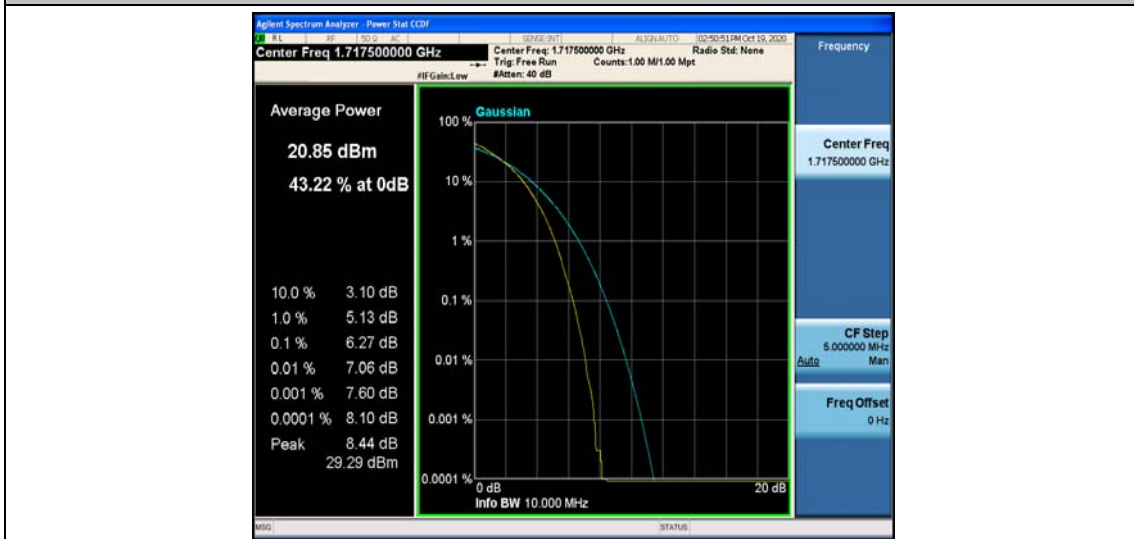 Agilent Spectrum Analyzer - Power Stat CCDF
RL RF 50 Ω AC SENSE:INT ALIGN AUTO 02:50:51 PM Oct 19, 2020
Center Freq 1.717500000 GHz
Center Freq: 1.717500000 GHz Radio Std: None
Trig: Free Run Counts:1.00 M/1.00 Mpt
#IFGain:Low #Atten: 40 dB
Frequency
Average Power
20.85 dBm
43.22 % at 0dB
10.0 % 3.10 dB
1.0 % 5.13 dB
0.1 % 6.27 dB
0.01 % 7.06 dB
0.001 % 7.60 dB
0.0001 % 8.10 dB
Peak 8.44 dB
29.29 dBm
Gaussian
100 %
10 %
1 %
0.1 %
0.01 %
0.001 %
0.0001 %
0 dB 20 dB
Info BW 10.000 MHz
Center Freq
1.717500000 GHz
CF Step
5.000000 MHz
Auto Man
Freq Offset
0 Hz
MSG STATUS